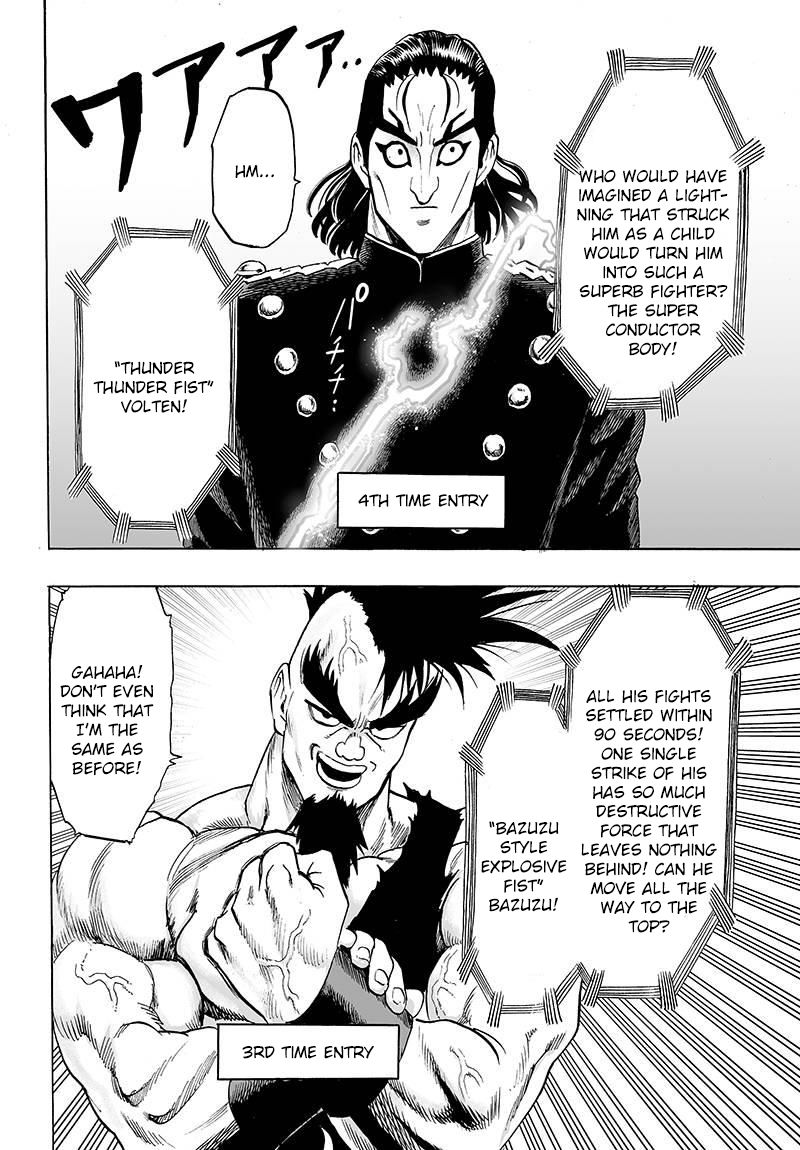 WHO WOULD HAVE
IMAGINED A LIGHT-
NING THAT STRUCK
HIM AS A CHILD
WOULD TURN HIM
INTO SUCH A
SUPERB FIGHTER?
THE SUPER
CONDUCTOR
BODY!
ワアアァ..
HM...
パチチ..
"THUNDER
THUNDER FIST"
VOLTEN!
4TH TIME ENTRY
ALL HIS FIGHTS
SETTLED WITHIN
90 SECONDS!
ONE SINGLE
STRIKE OF HIS
HAS SO MUCH
DESTRUCTIVE
FORCE THAT
LEAVES NOTHING
BEHIND! CAN HE
MOVE ALL THE
WAY TO THE
TOP?
"BAZUZU
STYLE
EXPLOSIVE
FIST"
BAZUZU!
GAHAHA!
DON'T EVEN
THINK THAT
I'M THE
SAME AS
BEFORE!
3RD TIME ENTRY